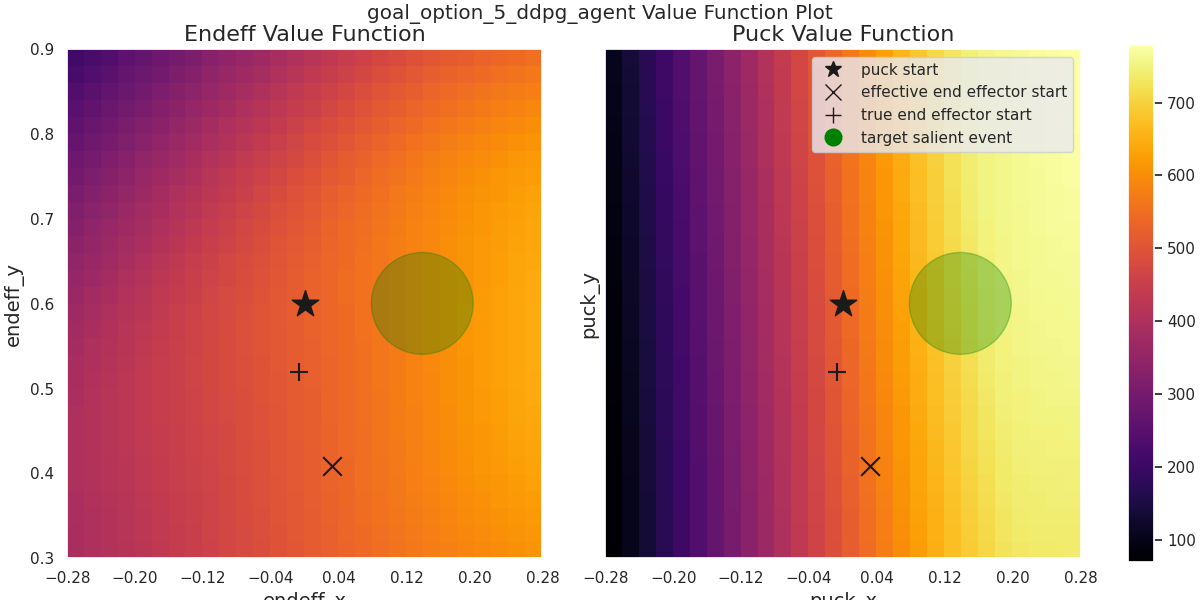 goal_option_5_ddpg_agent Value Function Plot
Endeff Value Function
Puck Value Function
puck start
effective end effector start
true end effector start
target salient event
0.9
0.8
0.7
0.6
0.5
0.4
0.3
endeff_y
puck_y
−0.28 −0.20 −0.12 −0.04 0.04 0.12 0.20 0.28
−0.28 −0.20 −0.12 −0.04 0.04 0.12 0.20 0.28
endeff_x
puck_x
700
600
500
400
300
200
100